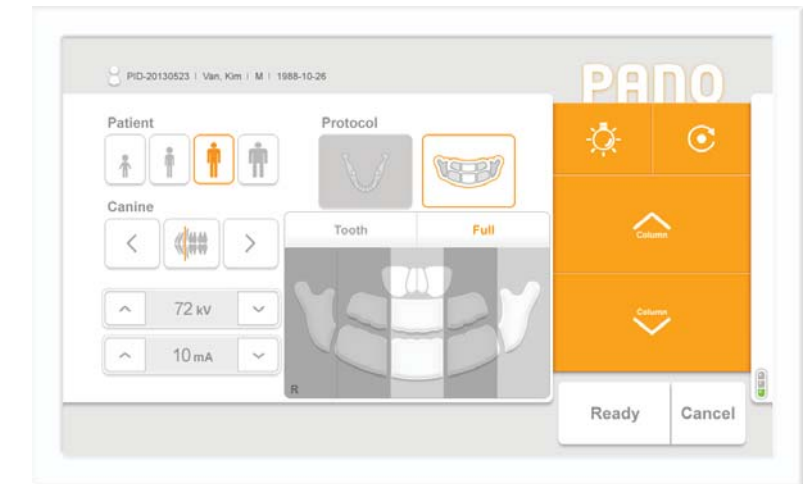 PID-20130523 | Van, Kim | M | 1988-10-26
PANO
Patient
Protocol
Canine
Tooth
Full
72 kV
10 mA
R
Column
Column
Ready
Cancel